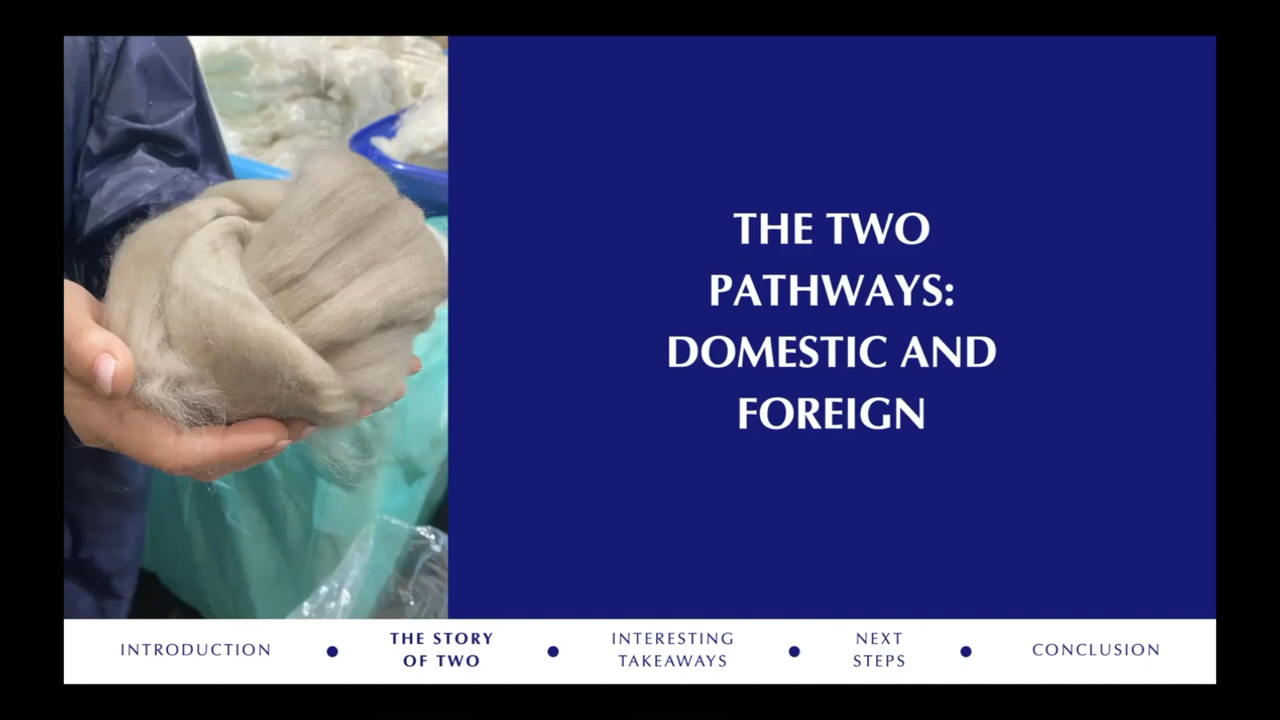 THE TWO
PATHWAYS:
DOMESTIC AND
FOREIGN
INTRODUCTION
THE STORY
OF TWO
INTERESTING
TAKEAWAYS
NEXT
STEPS
CONCLUSION